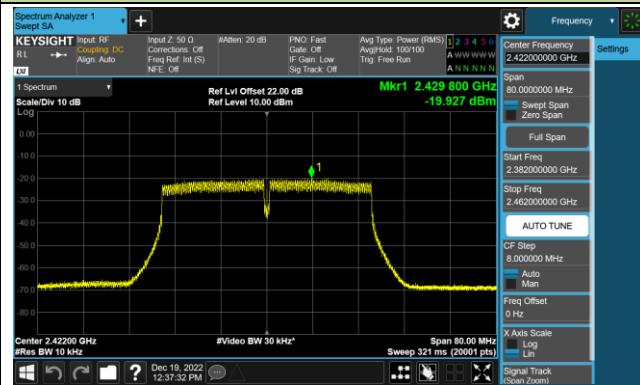 Spectrum Analyzer 1
Swept SA
Frequency
KEYSIGHT
RL
LXI
Input: RF
Coupling: DC
Align: Auto
Input Z: 50 Ω
Corrections: Off
Freq Ref: Int (S)
NFE: Off
#Atten: 20 dB
PNO: Fast
Gate: Off
IF Gain: Low
Sig Track: Off
Avg Type: Power (RMS)
Avg|Hold: 100/100
Trig: Free Run
1 2 3 4 5 6
A W W W W W
A N N N N N
1 Spectrum
Scale/Div 10 dB
Log
Ref Lvl Offset 22.00 dB
Ref Level 10.00 dBm
Mkr1 2.429 800 GHz
-19.927 dBm
0.00
-10.0
-20.0
-30.0
-40.0
-50.0
-60.0
-70.0
-80.0
1
Center 2.42200 GHz
#Res BW 10 kHz
#Video BW 30 kHz*
Span 80.00 MHz
Sweep 321 ms (20001 pts)
Dec 19, 2022
12:37:32 PM
Center Frequency
2.422000000 GHz
Settings
Span
80.0000000 MHz
Swept Span
Zero Span
Full Span
Start Freq
2.382000000 GHz
Stop Freq
2.462000000 GHz
AUTO TUNE
CF Step
8.000000 MHz
Auto
Man
Freq Offset
0 Hz
X Axis Scale
Log
Lin
Signal Track
(Span Zoom)